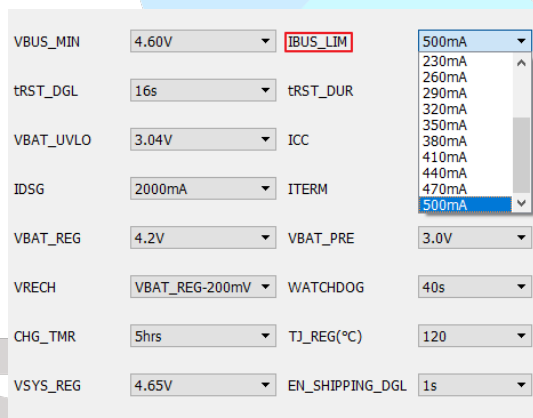 VBUS_MIN 4.60V IBUS_LIM 500mA
230mA
260mA
tRST_DGL 16s tRST_DUR 290mA
320mA
350mA
VBAT_UVLO 3.04V ICC 380mA
410mA
440mA
IDSG 2000mA ITERM 470mA
500mA
VBAT_REG 4.2V VBAT_PRE 3.0V
VRECH VBAT_REG-200mV WATCHDOG 40s
CHG_TMR 5hrs TJ_REG(℃) 120
VSYS_REG 4.65V EN_SHIPPING_DGL 1s